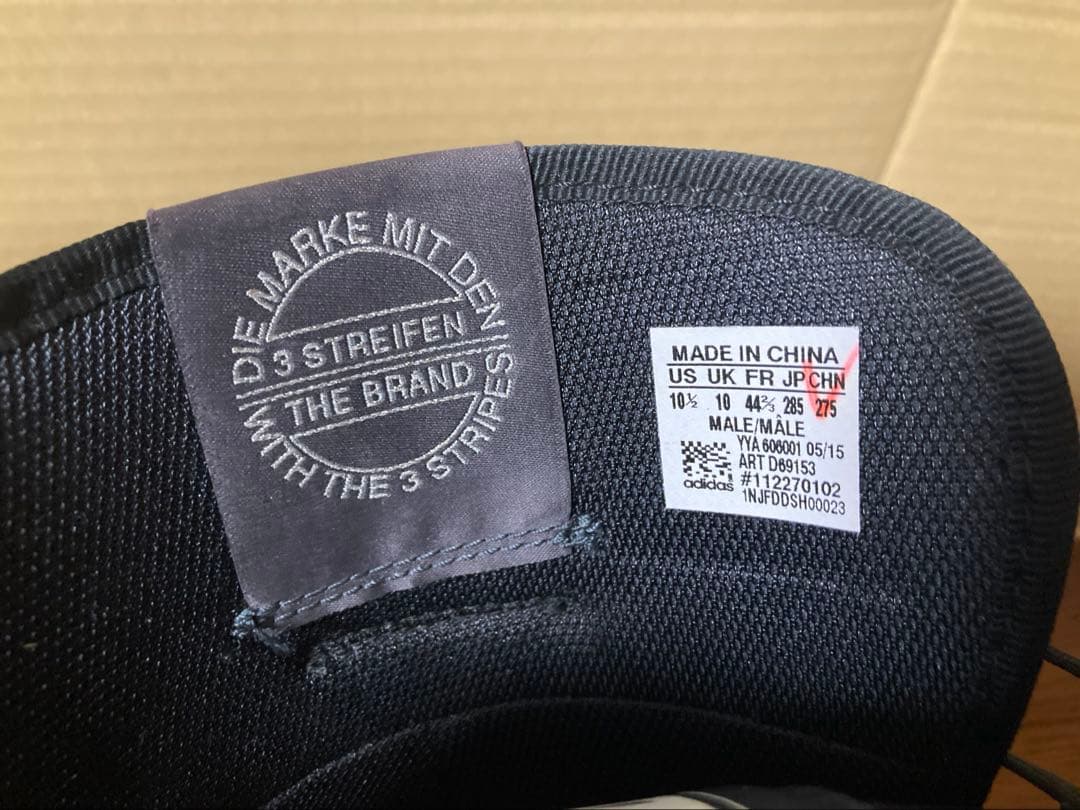 DIE MARKE MIT DEN
3 STREIFEN
THE BRAND
WITH THE 3 STRIPES
MADE IN CHINA
US UK FR JP CHN
10½ 10 44⅔ 285 275
MALE/MÂLE
YYA 606001 05/15
ART D69153
adidas #112270102
1NJFDDSH00023